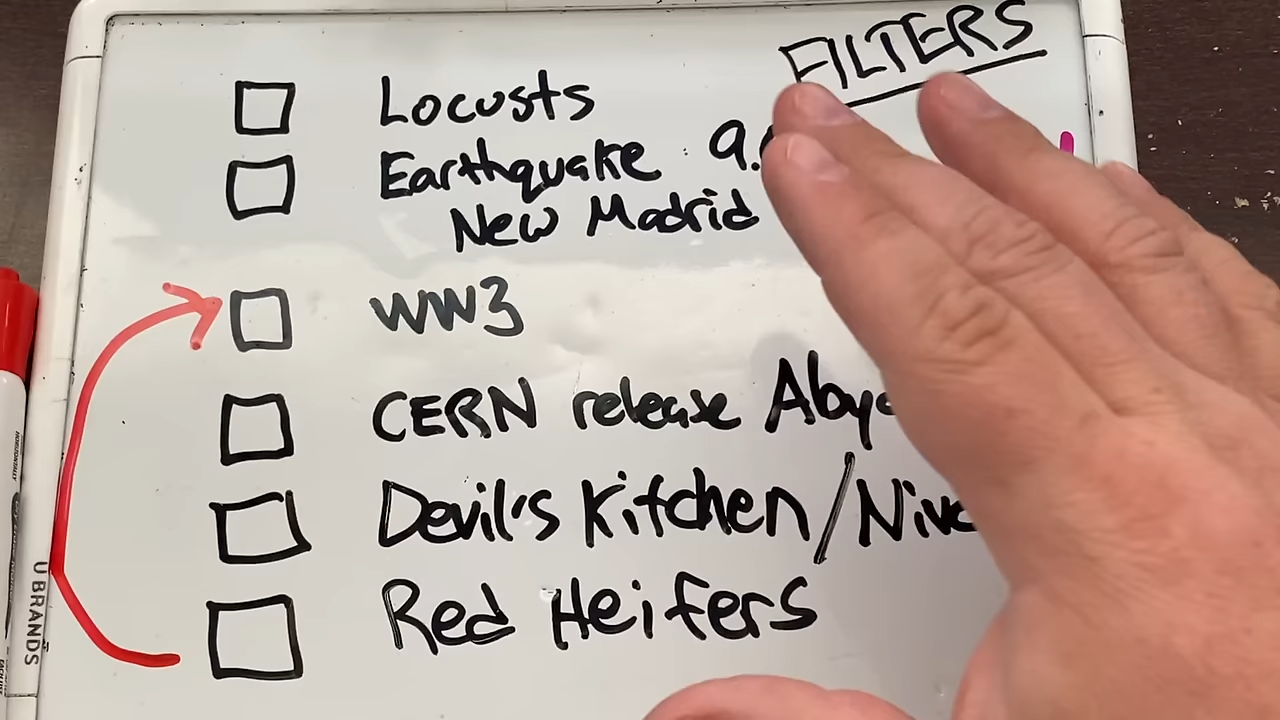 FILTERS
Locusts
Earthquake 9.
New Madrid
WW3
CERN release
Devil's Kitchen/
Red Heifers
U BRANDS